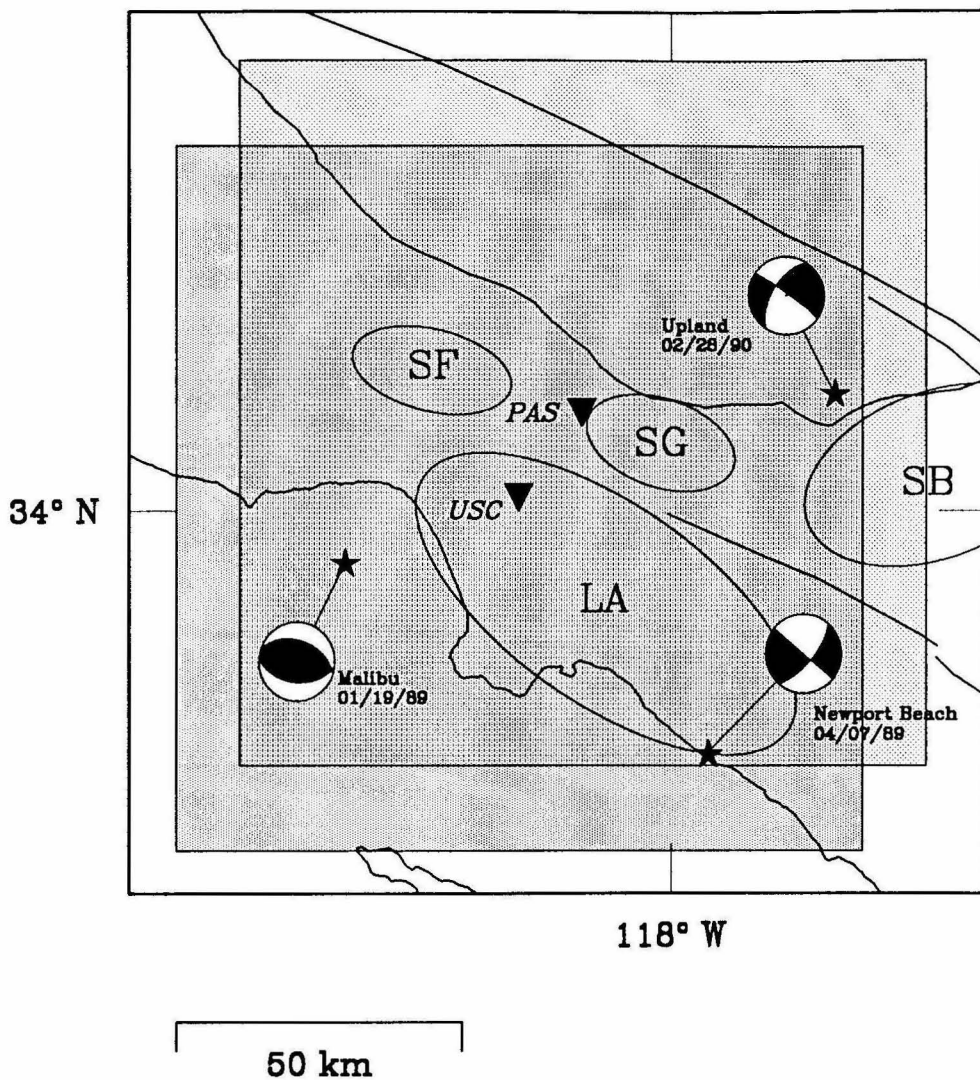 Upland
02/28/90
SF
PAS
SG
SB
34° N
USC
LA
Malibu
01/19/89
Newport Beach
04/07/89
118° W
50 km